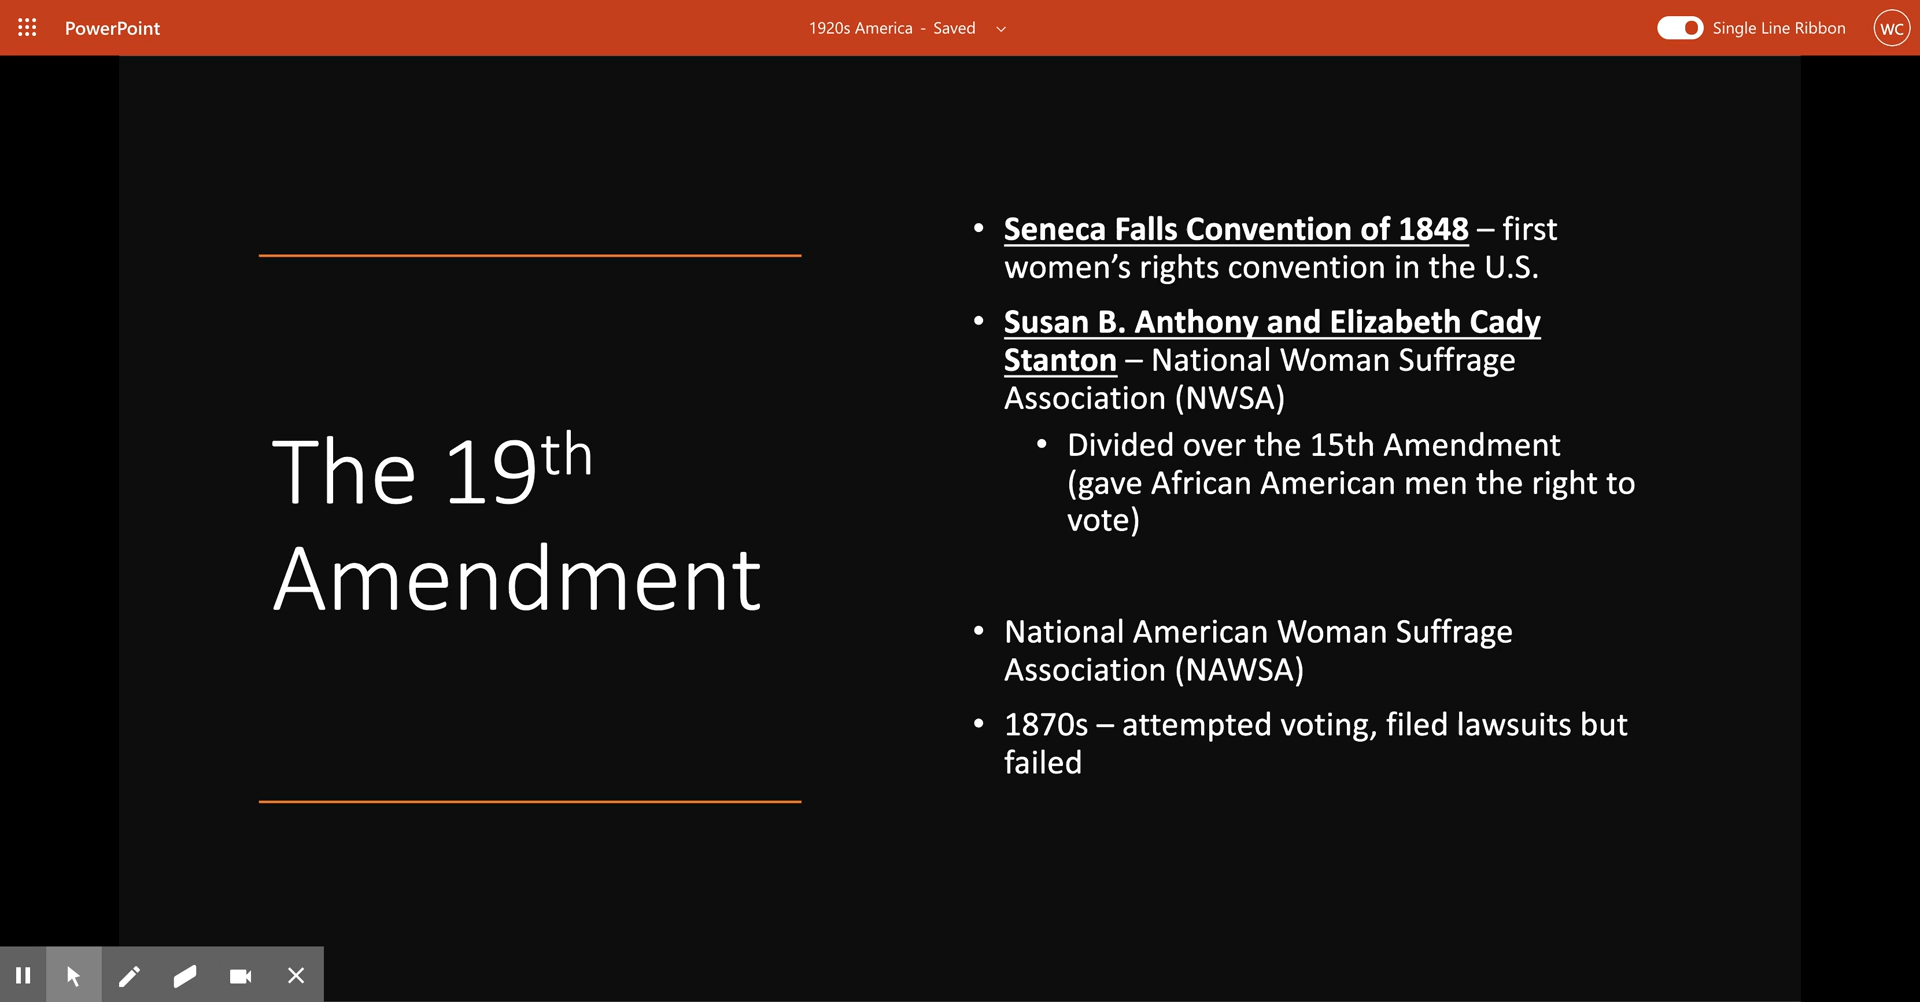 PowerPoint
1920s America - Saved
Single Line Ribbon
WC
The 19th
Amendment
• Seneca Falls Convention of 1848 – first
women’s rights convention in the U.S.
• Susan B. Anthony and Elizabeth Cady
Stanton – National Woman Suffrage
Association (NWSA)
• Divided over the 15th Amendment
(gave African American men the right to
vote)
• National American Woman Suffrage
Association (NAWSA)
• 1870s – attempted voting, filed lawsuits but
failed